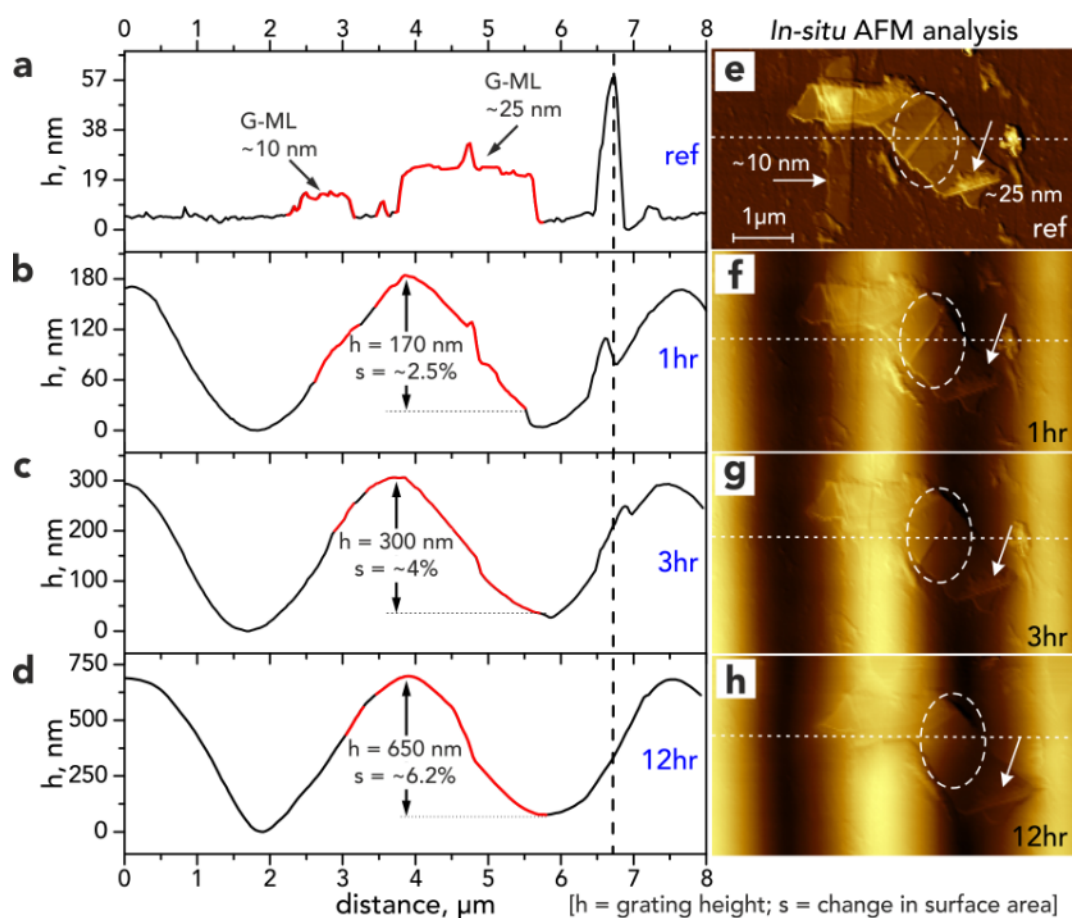 0 1 2 3 4 5 6 7 8
In-situ AFM analysis
a
57
38
19
0
h, nm
G-ML
~10 nm
G-ML
~25 nm
ref
e
~10 nm
~25 nm
1μm
ref
b
180
120
60
0
h, nm
h = 170 nm
s = ~2.5%
1hr
f
1hr
c
300
200
100
0
h, nm
h = 300 nm
s = ~4%
3hr
g
3hr
d
750
500
250
0
h, nm
h = 650 nm
s = ~6.2%
12hr
h
12hr
0 1 2 3 4 5 6 7 8
distance, μm
[h = grating height; s = change in surface area]